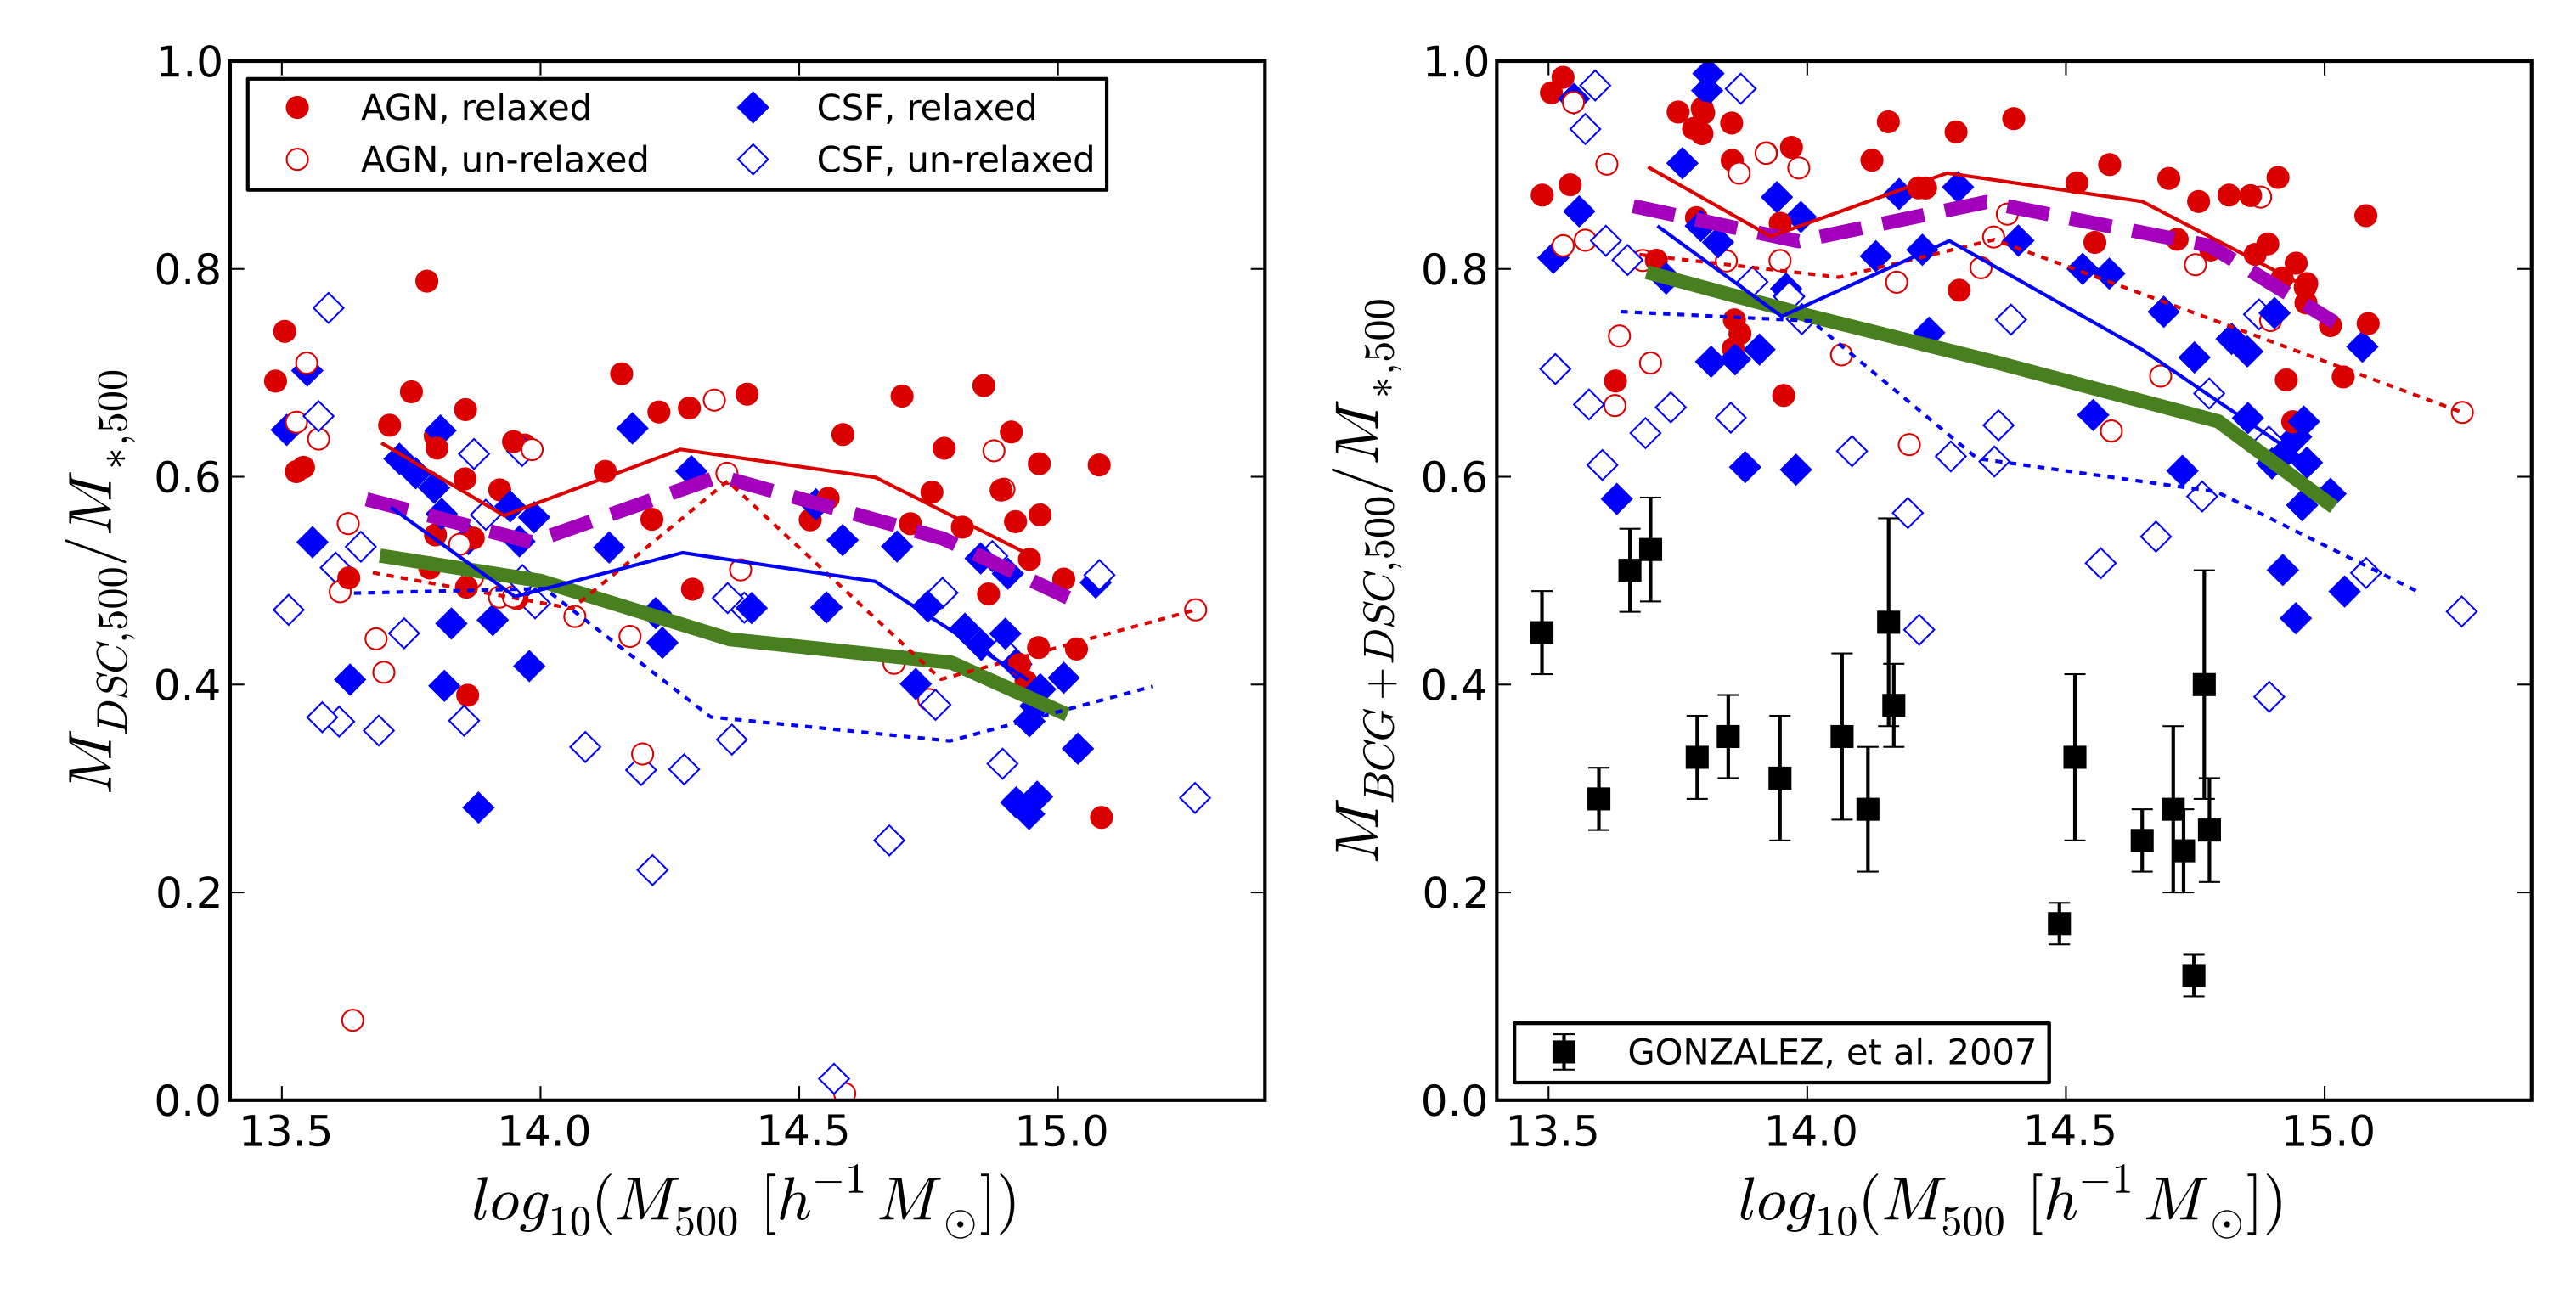 1.0
0.8
0.6
0.4
0.2
0.0
13.5 14.0 14.5 15.0
AGN, relaxed
AGN, un-relaxed
CSF, relaxed
CSF, un-relaxed
M_{DSC,500}/M_{*,500}
log_{10}(M_{500} [h^{-1} M_⊙])
1.0
0.8
0.6
0.4
0.2
0.0
13.5 14.0 14.5 15.0
GONZALEZ, et al. 2007
M_{BCG+DSC,500}/M_{*,500}
log_{10}(M_{500} [h^{-1} M_⊙])